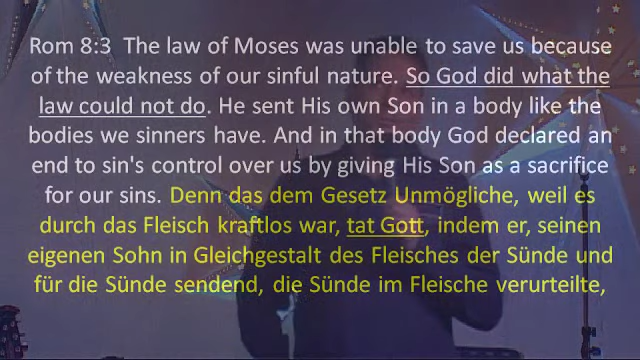 Rom 8:3  The law of Moses was unable to save us because
of the weakness of our sinful nature. So God did what the
law could not do. He sent His own Son in a body like the
bodies we sinners have. And in that body God declared an
end to sin's control over us by giving His Son as a sacrifice
for our sins. Denn das dem Gesetz Unmögliche, weil es
durch das Fleisch kraftlos war, tat Gott, indem er, seinen
eigenen Sohn in Gleichgestalt des Fleisches der Sünde und
für die Sünde sendend, die Sünde im Fleische verurteilte,